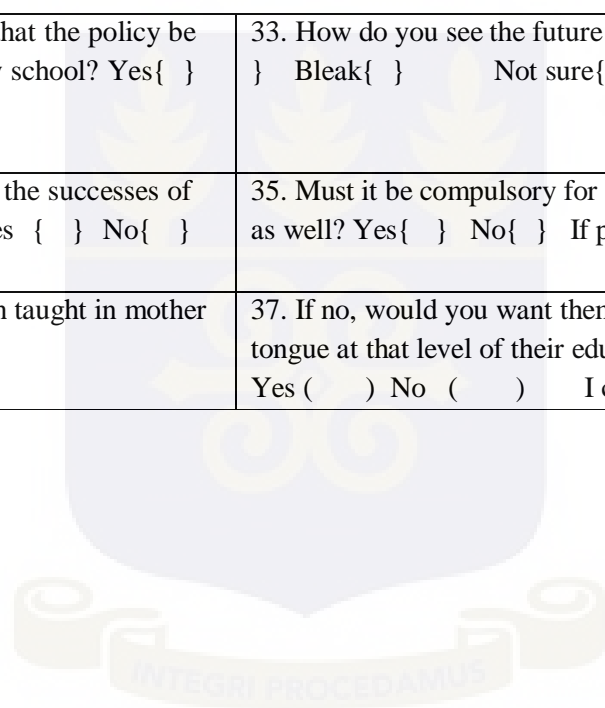 hat the policy be
school? Yes{ }
33. How do you see the future
} Bleak{ } Not sure{
the successes of
es { } No{ }
35. Must it be compulsory for
as well? Yes{ } No{ } If p
n taught in mother
37. If no, would you want them
tongue at that level of their edu
Yes ( ) No ( ) I
INTEGRI PROCEDAMUS